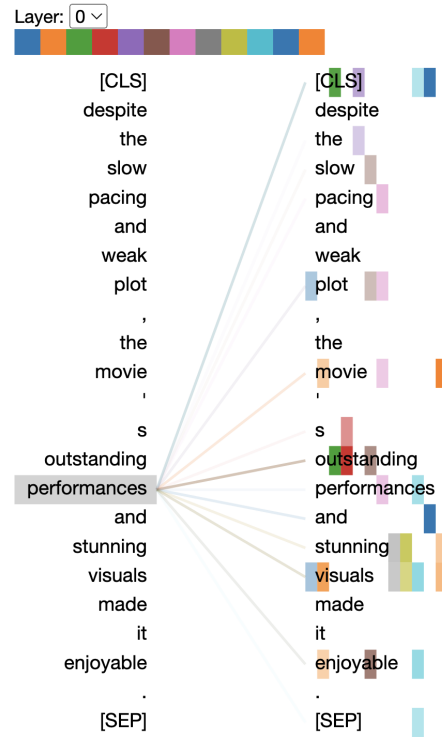 Layer: 0
[CLS] [CLS]
despite despite
the the
slow slow
pacing pacing
and and
weak weak
plot plot
, ,
the the
movie movie
' '
s s
outstanding outstanding
performances performances
and and
stunning stunning
visuals visuals
made made
it it
enjoyable enjoyable
. .
[SEP] [SEP]